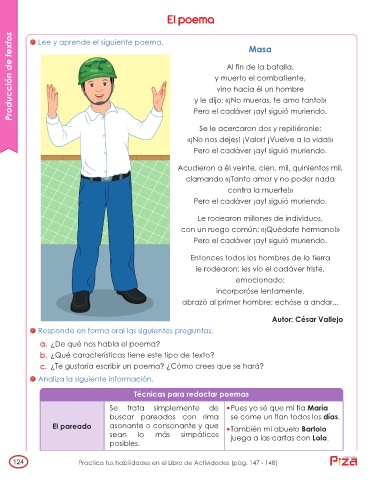 El poema
Producción de textos
Lee y aprende el siguiente poema.
Masa
Al fin de la batalla,
y muerto el combatiente,
vino hacia él un hombre
y le dijo: «¡No mueras, te amo tanto!»
Pero el cadáver ¡ay! siguió muriendo.
Se le acercaron dos y repitiéronle:
«¡No nos dejes! ¡Valor! ¡Vuelve a la vida!»
Pero el cadáver ¡ay! siguió muriendo.
Acudieron a él veinte, cien, mil, quinientos mil,
clamando «¡Tanto amor y no poder nada
contra la muerte!»
Pero el cadáver ¡ay! siguió muriendo.
Le rodearon millones de individuos,
con un ruego común: «¡Quédate hermano!»
Pero el cadáver ¡ay! siguió muriendo.
Entonces todos los hombres de la tierra
le rodearon; les vio el cadáver triste,
emocionado;
incorporóse lentamente,
abrazó al primer hombre; echóse a andar...
Autor: César Vallejo
Responde en forma oral las siguientes preguntas.
a. ¿De qué nos habla el poema?
b. ¿Qué características tiene este tipo de texto?
c. ¿Te gustaría escribir un poema? ¿Cómo crees que se hará?
Analiza la siguiente información.
Técnicas para redactar poemas
El pareado
Se trata simplemente de
buscar pareados con rima
asonante o consonante y que
sean lo más simpáticos
posibles.
• Pues yo sé que mi tía María
se come un flan todos los días.
• También mi abuelo Bartolo
juega a las cartas con Lolo.
124
Practica tus habilidades en el Libro de Actividades (pág. 147 - 148)